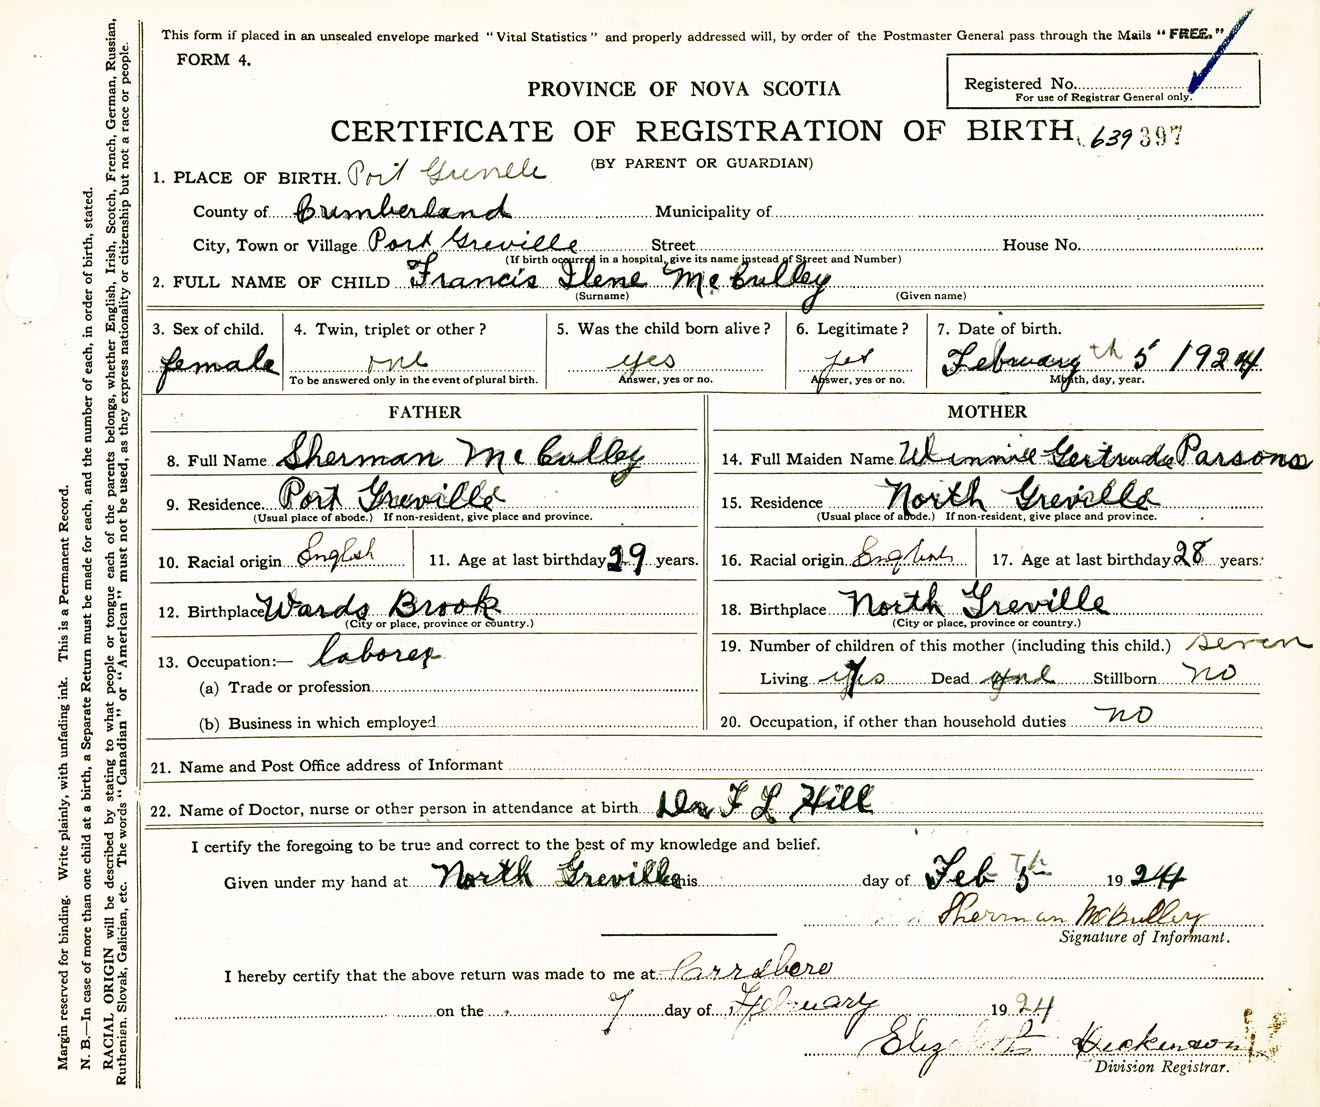 This form if placed in an unsealed envelope marked "Vital Statistics" and properly addressed will, by order of the Postmaster General pass through the Mails "FREE."
FORM 4.
Registered No.
For use of Registrar General only.
PROVINCE OF NOVA SCOTIA
CERTIFICATE OF REGISTRATION OF BIRTH. 639 397
(BY PARENT OR GUARDIAN)
1. PLACE OF BIRTH. Port Greville
County of Cumberland Municipality of
City, Town or Village Port Greville Street House No.
(If birth occurred in a hospital, give its name instead of Street and Number)
2. FULL NAME OF CHILD Francis Ilene McCulley
(Surname) (Given name)
3. Sex of child. 4. Twin, triplet or other? 5. Was the child born alive? 6. Legitimate? 7. Date of birth.
female one yes yes February th 5 1924
To be answered only in the event of plural birth. Answer, yes or no. Answer, yes or no. Month, day, year.
FATHER MOTHER
8. Full Name Sherman McCulley 14. Full Maiden Name Winnie Gertrude Parsons
9. Residence Port Greville 15. Residence North Greville
(Usual place of abode.) If non-resident, give place and province. (Usual place of abode.) If non-resident, give place and province.
10. Racial origin English 11. Age at last birthday 29 years. 16. Racial origin English 17. Age at last birthday 28 years.
12. Birthplace Wards Brook 18. Birthplace North Greville
(City or place, province or country.) (City or place, province or country.)
13. Occupation:— laborer 19. Number of children of this mother (including this child.) seven
(a) Trade or profession Living yes Dead Stillborn no
(b) Business in which employed 20. Occupation, if other than household duties no
21. Name and Post Office address of Informant
22. Name of Doctor, nurse or other person in attendance at birth Dr F L Hill
I certify the foregoing to be true and correct to the best of my knowledge and belief.
Given under my hand at North Greville this day of Feb 5th 1924
Sherman McCulley
Signature of Informant.
I hereby certify that the above return was made to me at Parrsboro
on the 7 day of February 1924
Elizabeth Dickinson
Division Registrar.
Margin reserved for binding. Write plainly, with unfading ink. This is a Permanent Record.
N. B.—In case of more than one child at a birth, a Separate Return must be made for each, and the number of each, in order of birth, stated.
RACIAL ORIGIN will be described by stating to what people or tongue each of the parents belongs, whether English, Irish, Scotch, French, German, Russian,
Ruthenian, Slovak, Galician, etc. The words "Canadian" or "American" must not be used, as they express nationality or citizenship but not a race or people.